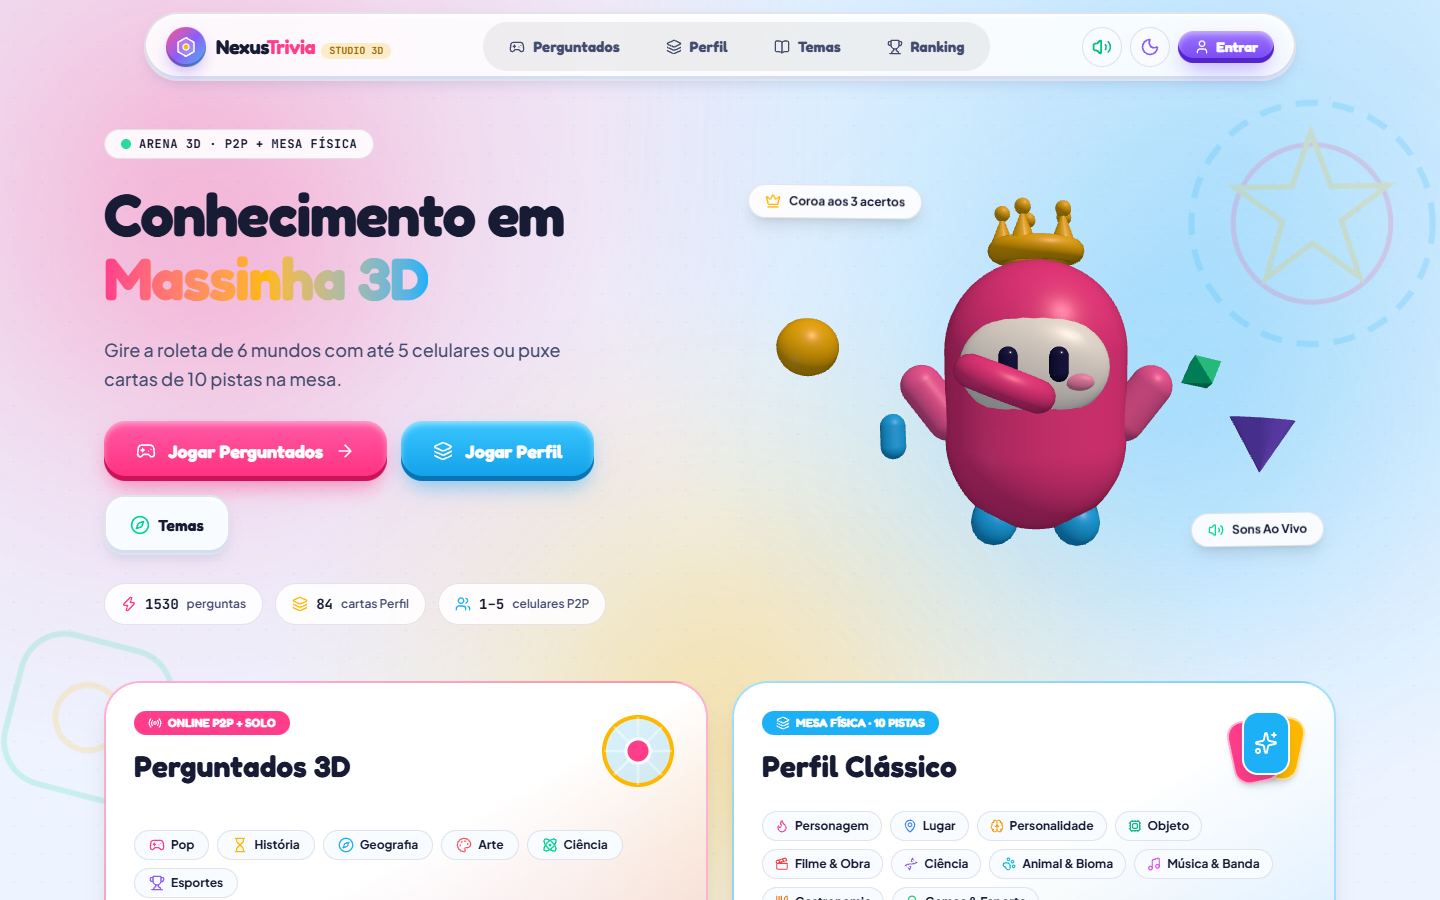 NexusTrivia STUDIO 3D Perguntados Perfil Temas Ranking Entrar
ARENA 3D · P2P + MESA FÍSICA
Conhecimento em
Massinha 3D
Gire a roleta de 6 mundos com até 5 celulares ou puxe
cartas de 10 pistas na mesa.
Jogar Perguntados Jogar Perfil
Temas
1530 perguntas 84 cartas Perfil 1–5 celulares P2P
Coroa aos 3 acertos
Sons Ao Vivo
ONLINE P2P + SOLO
Perguntados 3D
Pop História Geografia Arte Ciência
Esportes
MESA FÍSICA · 10 PISTAS
Perfil Clássico
Personagem Lugar Personalidade Objeto
Filme & Obra Ciência Animal & Bioma Música & Banda